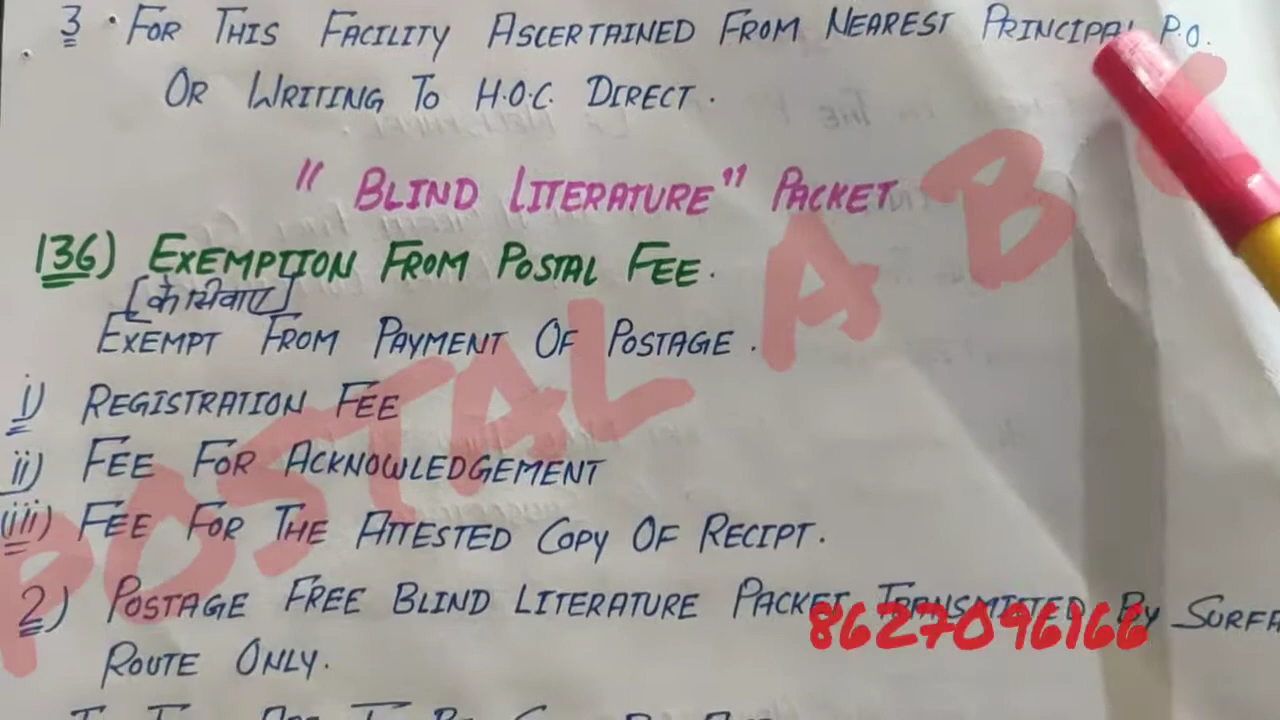 3 · FOR THIS FACILITY ASCERTAINED FROM NEAREST PRINCIPAL P.O.
OR WRITING TO H.O.C. DIRECT.
"BLIND LITERATURE" PACKET
136) EXEMPTION FROM POSTAL FEE.
[के सिवाए]
EXEMPT FROM PAYMENT OF POSTAGE.
i) REGISTRATION FEE
ii) FEE FOR ACKNOWLEDGEMENT
(iii) FEE FOR THE ATTESTED COPY OF RECIPT.
2) POSTAGE FREE BLIND LITERATURE PACKET TRANSMITTED BY
ROUTE ONLY.
POSTAL A B
8627096166